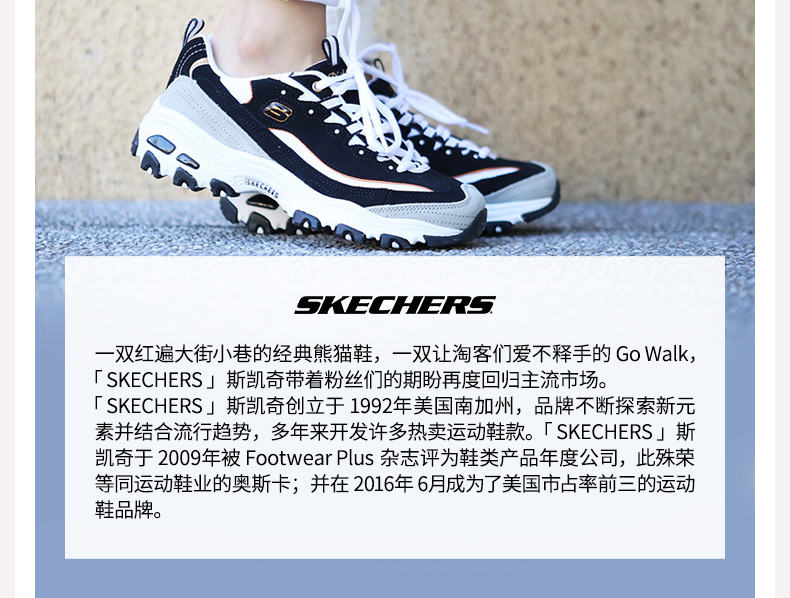 SKECHERS
SKECHERS
一双红遍大街小巷的经典熊猫鞋，一双让淘客们爱不释手的 Go Walk，
「 SKECHERS 」斯凯奇带着粉丝们的期盼再度回归主流市场。
「 SKECHERS 」斯凯奇创立于 1992年美国南加州，品牌不断探索新元
素并结合流行趋势，多年来开发许多热卖运动鞋款。「 SKECHERS 」斯
凯奇于 2009年被 Footwear Plus 杂志评为鞋类产品年度公司，此殊荣
等同运动鞋业的奥斯卡；并在 2016年 6月成为了美国市占率前三的运动
鞋品牌。